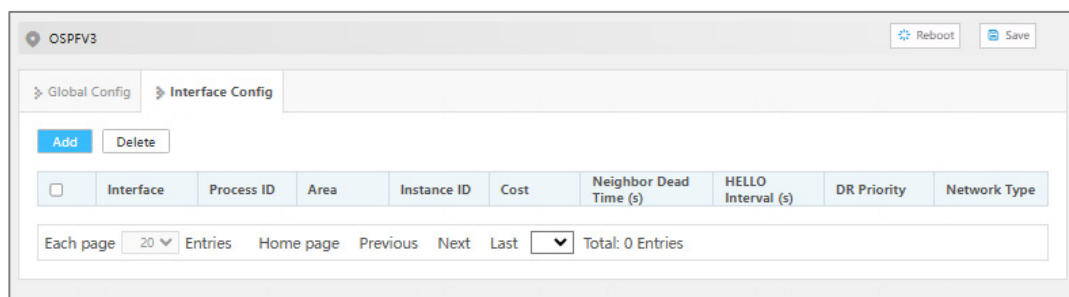 OSPFV3
Reboot
Save
Global Config
Interface Config
Add
Delete
Interface
Process ID
Area
Instance ID
Cost
Neighbor Dead
Time (s)
HELLO
Interval (s)
DR Priority
Network Type
Each page 20 Entries Home page Previous Next Last Total: 0 Entries